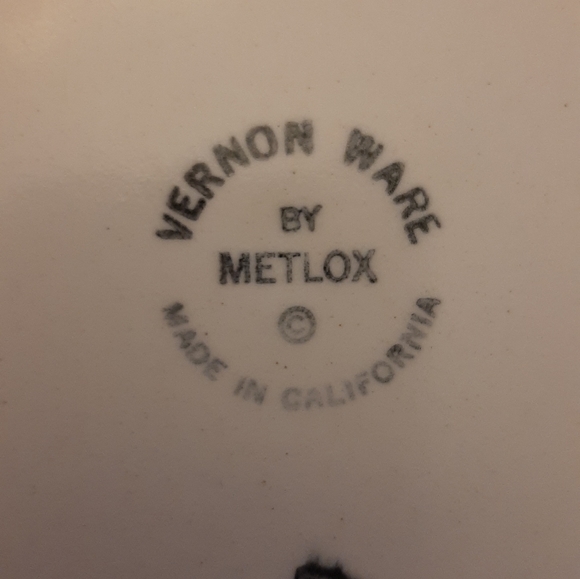 VERNON WARE
BY
METLOX
©
MADE IN CALIFORNIA